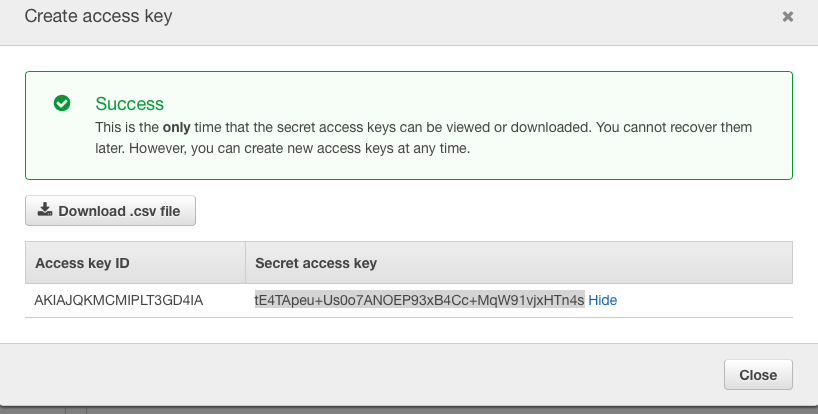 Create access key
Success
This is the only time that the secret access keys can be viewed or downloaded. You cannot recover them
later. However, you can create new access keys at any time.
Download .csv file
Access key ID Secret access key
AKIAJQKMCMIPLT3GD4IA tE4TApeu+Us0o7ANOEP93xB4Cc+MqW91vjxHTn4s Hide
Close